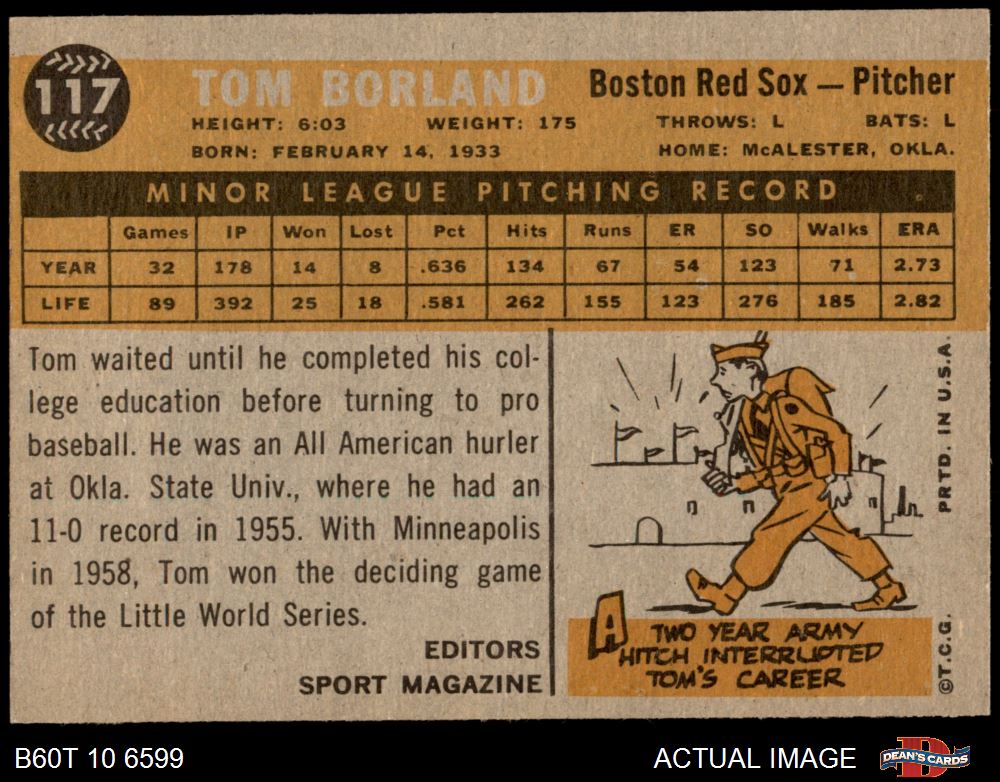 117
TOM BORLAND
Boston Red Sox — Pitcher
HEIGHT: 6:03 WEIGHT: 175 THROWS: L BATS: L
BORN: FEBRUARY 14, 1933 HOME: McALESTER, OKLA.
MINOR LEAGUE PITCHING RECORD
Games IP Won Lost Pct Hits Runs ER SO Walks ERA
YEAR 32 178 14 8 .636 134 67 54 123 71 2.73
LIFE 89 392 25 18 .581 262 155 123 276 185 2.82
Tom waited until he completed his col-
lege education before turning to pro
baseball. He was an All American hurler
at Okla. State Univ., where he had an
11-0 record in 1955. With Minneapolis
in 1958, Tom won the deciding game
of the Little World Series.
EDITORS
SPORT MAGAZINE
A TWO YEAR ARMY
HITCH INTERRUPTED
TOM'S CAREER
PRTD. IN U.S.A.
©T.C.G.
B60T 10 6599
ACTUAL IMAGE
DEAN'S CARDS